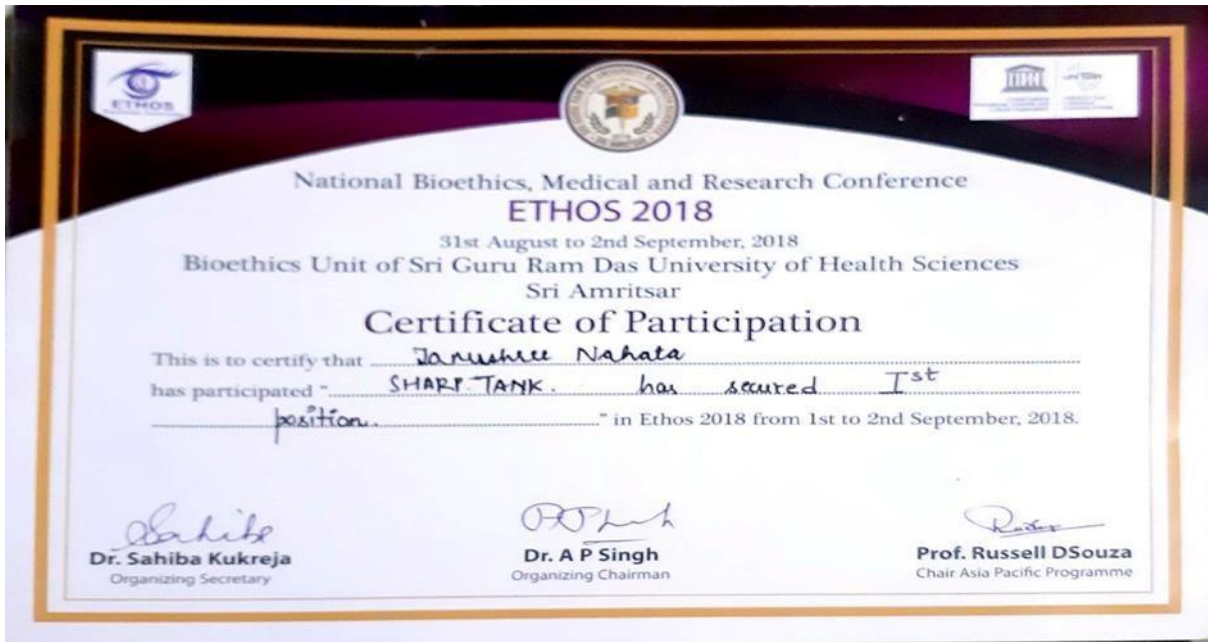 ETHOS
National Bioethics, Medical and Research Conference
ETHOS 2018
31st August to 2nd September, 2018
Bioethics Unit of Sri Guru Ram Das University of Health Sciences
Sri Amritsar
Certificate of Participation
This is to certify that Tanushree Nahata
has participated " SHARK TANK. has secured Ist
position. " in Ethos 2018 from 1st to 2nd September, 2018.
Dr. Sahiba Kukreja
Organizing Secretary
Dr. A P Singh
Organizing Chairman
Prof. Russell DSouza
Chair Asia Pacific Programme